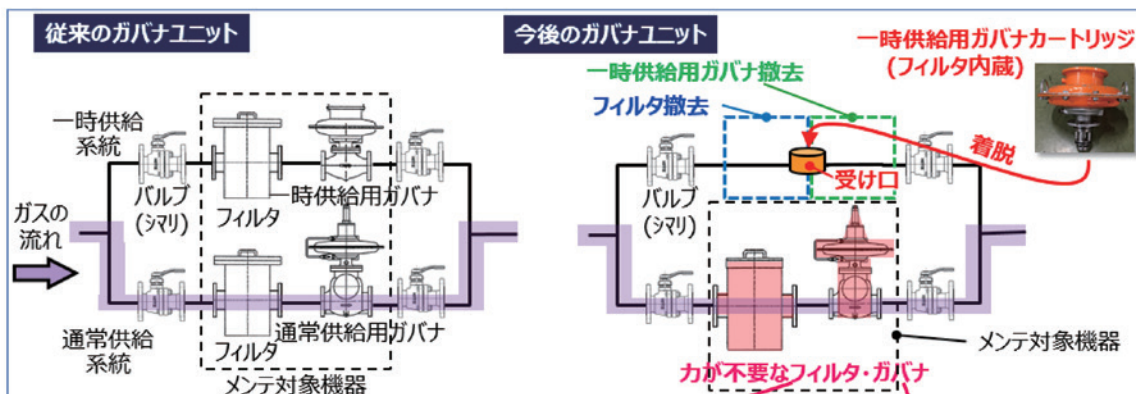 従来のガバナユニット
一時供給
系統
バルブ
(シマリ)
フィルタ
一時供給用ガバナ
ガスの
流れ
通常供給
系統
フィルタ
通常供給用ガバナ
メンテ対象機器
今後のガバナユニット
一時供給用ガバナカートリッジ
(フィルタ内蔵)
一時供給用ガバナ撤去
フィルタ撤去
着脱
受け口
バルブ
(シマリ)
メンテ対象機器
力が不要なフィルタ・ガバナ